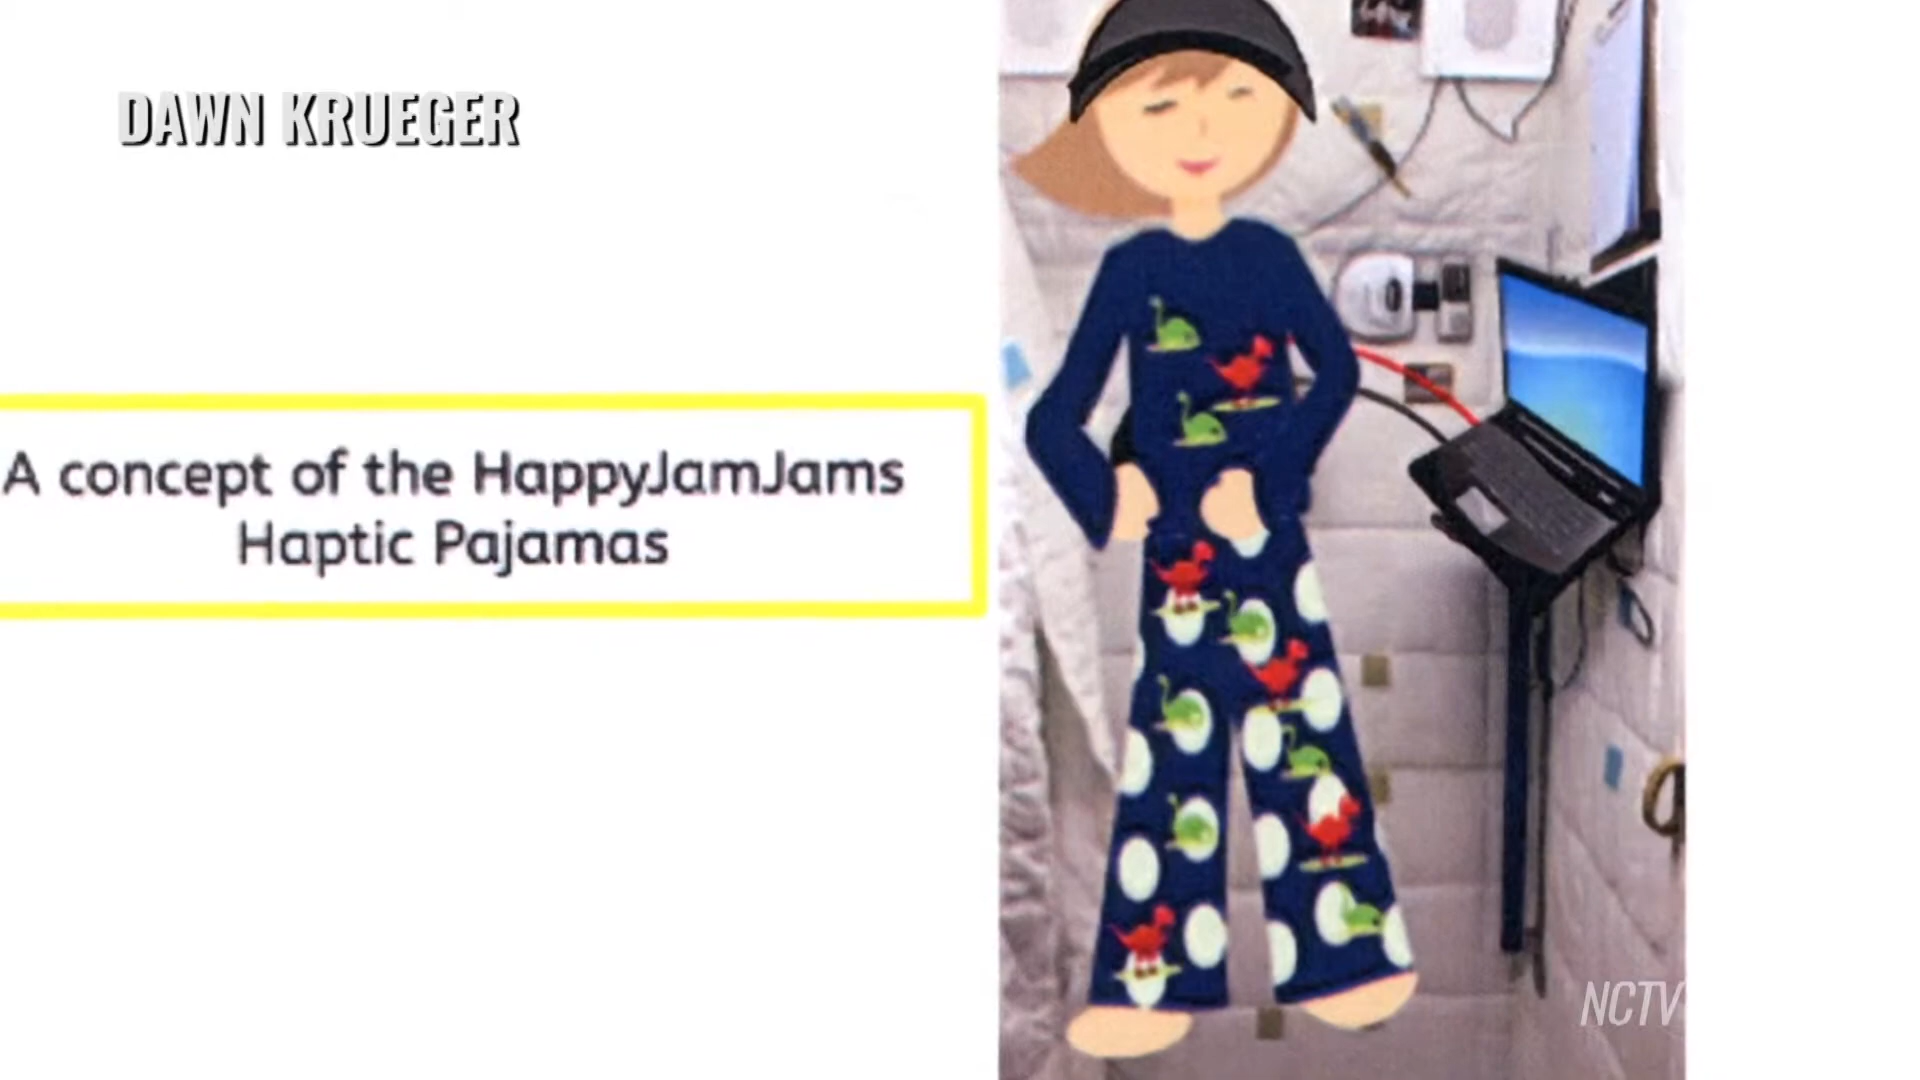 DAWN KRUEGER
A concept of the HappyJamJams
Haptic Pajamas
NCTV